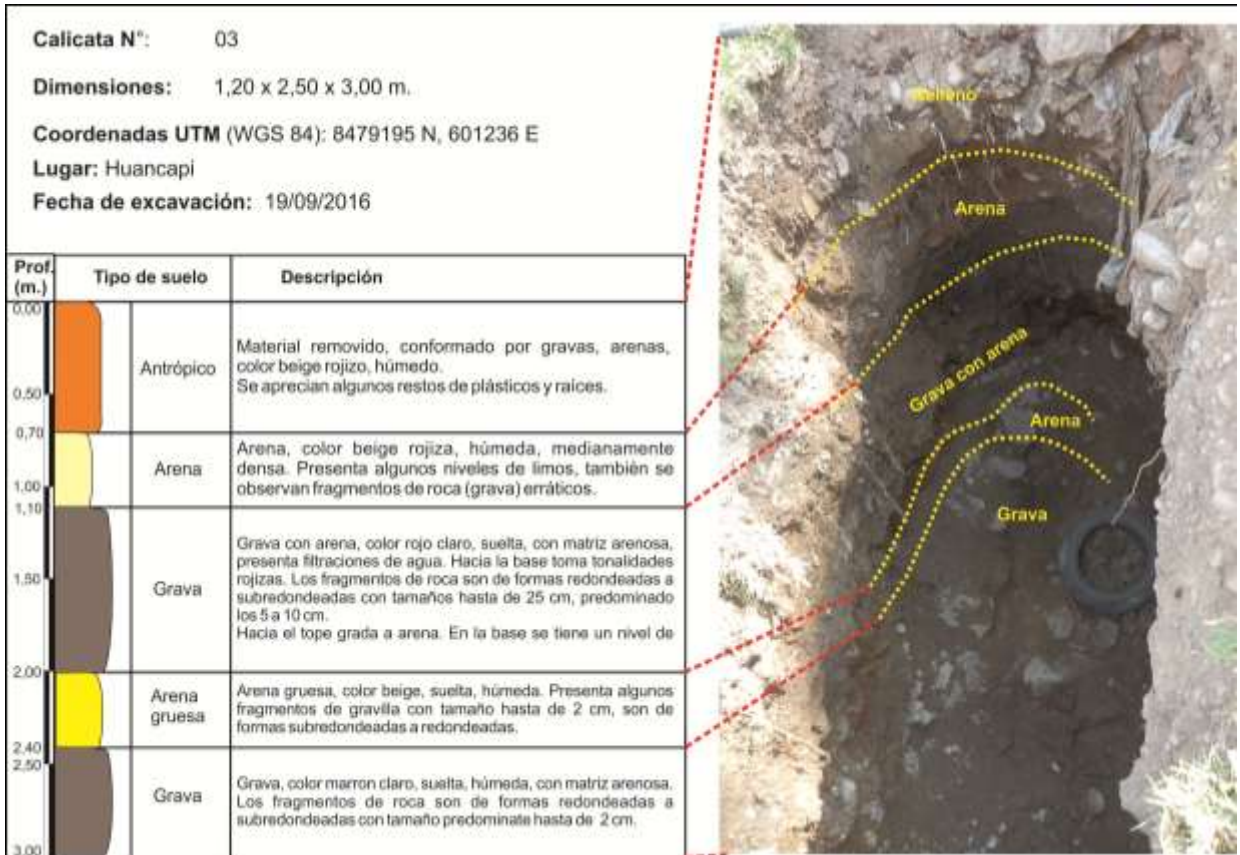 Calicata N°: 03
Dimensiones: 1,20 x 2,50 x 3,00 m.
Coordenadas UTM (WGS 84): 8479195 N, 601236 E
Lugar: Huancapi
Fecha de excavación: 19/09/2016
Prof. (m.)
Tipo de suelo
Descripción
0,00
Antrópico
Material removido, conformado por gravas, arenas,
color beige rojizo, húmedo.
Se aprecian algunos restos de plásticos y raíces.
0,50
0,70
Arena
Arena, color beige rojiza, húmeda, medianamente
densa. Presenta algunos niveles de limos, también se
observan fragmentos de roca (grava) erráticos.
1,00
1,10
Grava
Grava con arena, color rojo claro, suelta, con matriz arenosa,
presenta filtraciones de agua. Hacia la base toma tonalidades
rojizas. Los fragmentos de roca son de formas redondeadas a
subredondeadas con tamaños hasta de 25 cm, predominado
los 5 a 10 cm.
Hacia el tope grada a arena. En la base se tiene un nivel de
1,50
2,00
Arena
gruesa
Arena gruesa, color beige, suelta, húmeda. Presenta algunos
fragmentos de gravilla con tamaño hasta de 2 cm, son de
formas subredondeadas a redondeadas.
2,40
2,50
Grava
Grava, color marron claro, suelta, húmeda, con matriz arenosa.
Los fragmentos de roca son de formas redondeadas a
subredondeadas con tamaño predominate hasta de 2 cm.
3,00
Relleno
Arena
Grava con arena
Arena
Grava